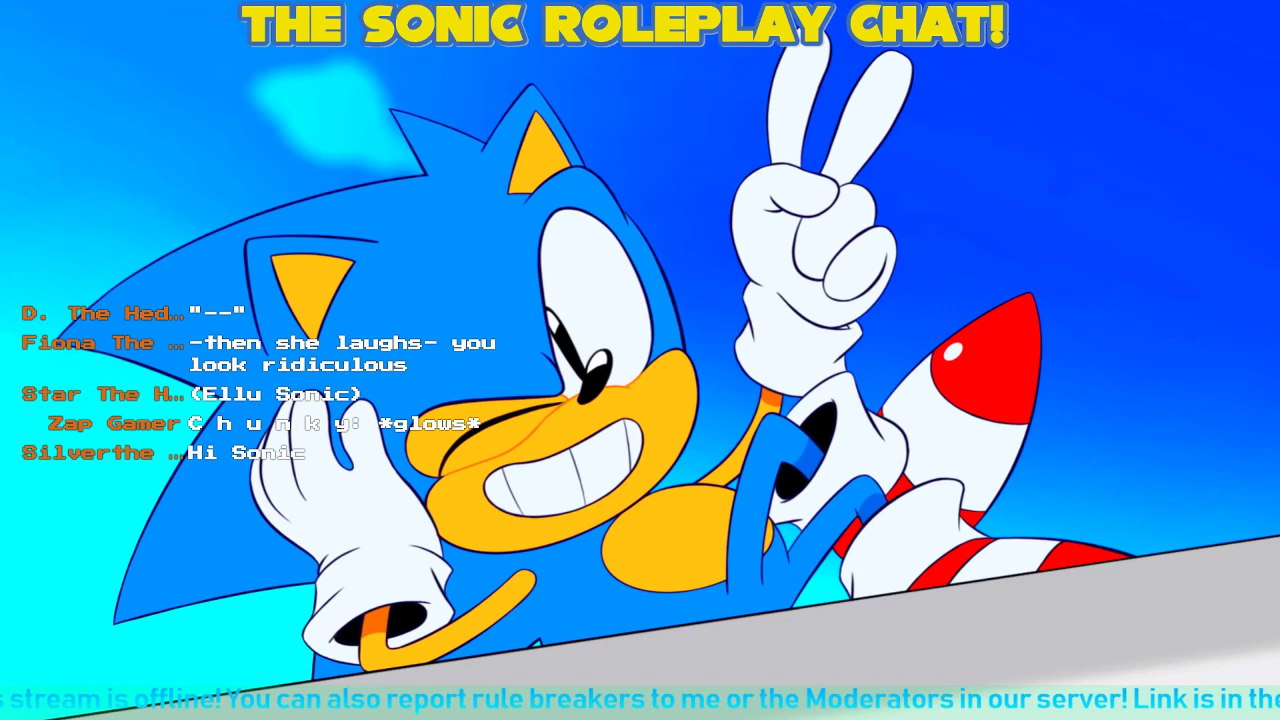 THE SONIC ROLEPLAY CHAT!
D. The Hed… "--"
Fiona The … -then she laughs- you
look ridiculous
Star The H… (Ellu Sonic)
Zap Gamer C h u n k y: *glows*
Silverthe … Hi Sonic
s stream is offline! You can also report rule breakers to me or the Moderators in our server! Link is in the